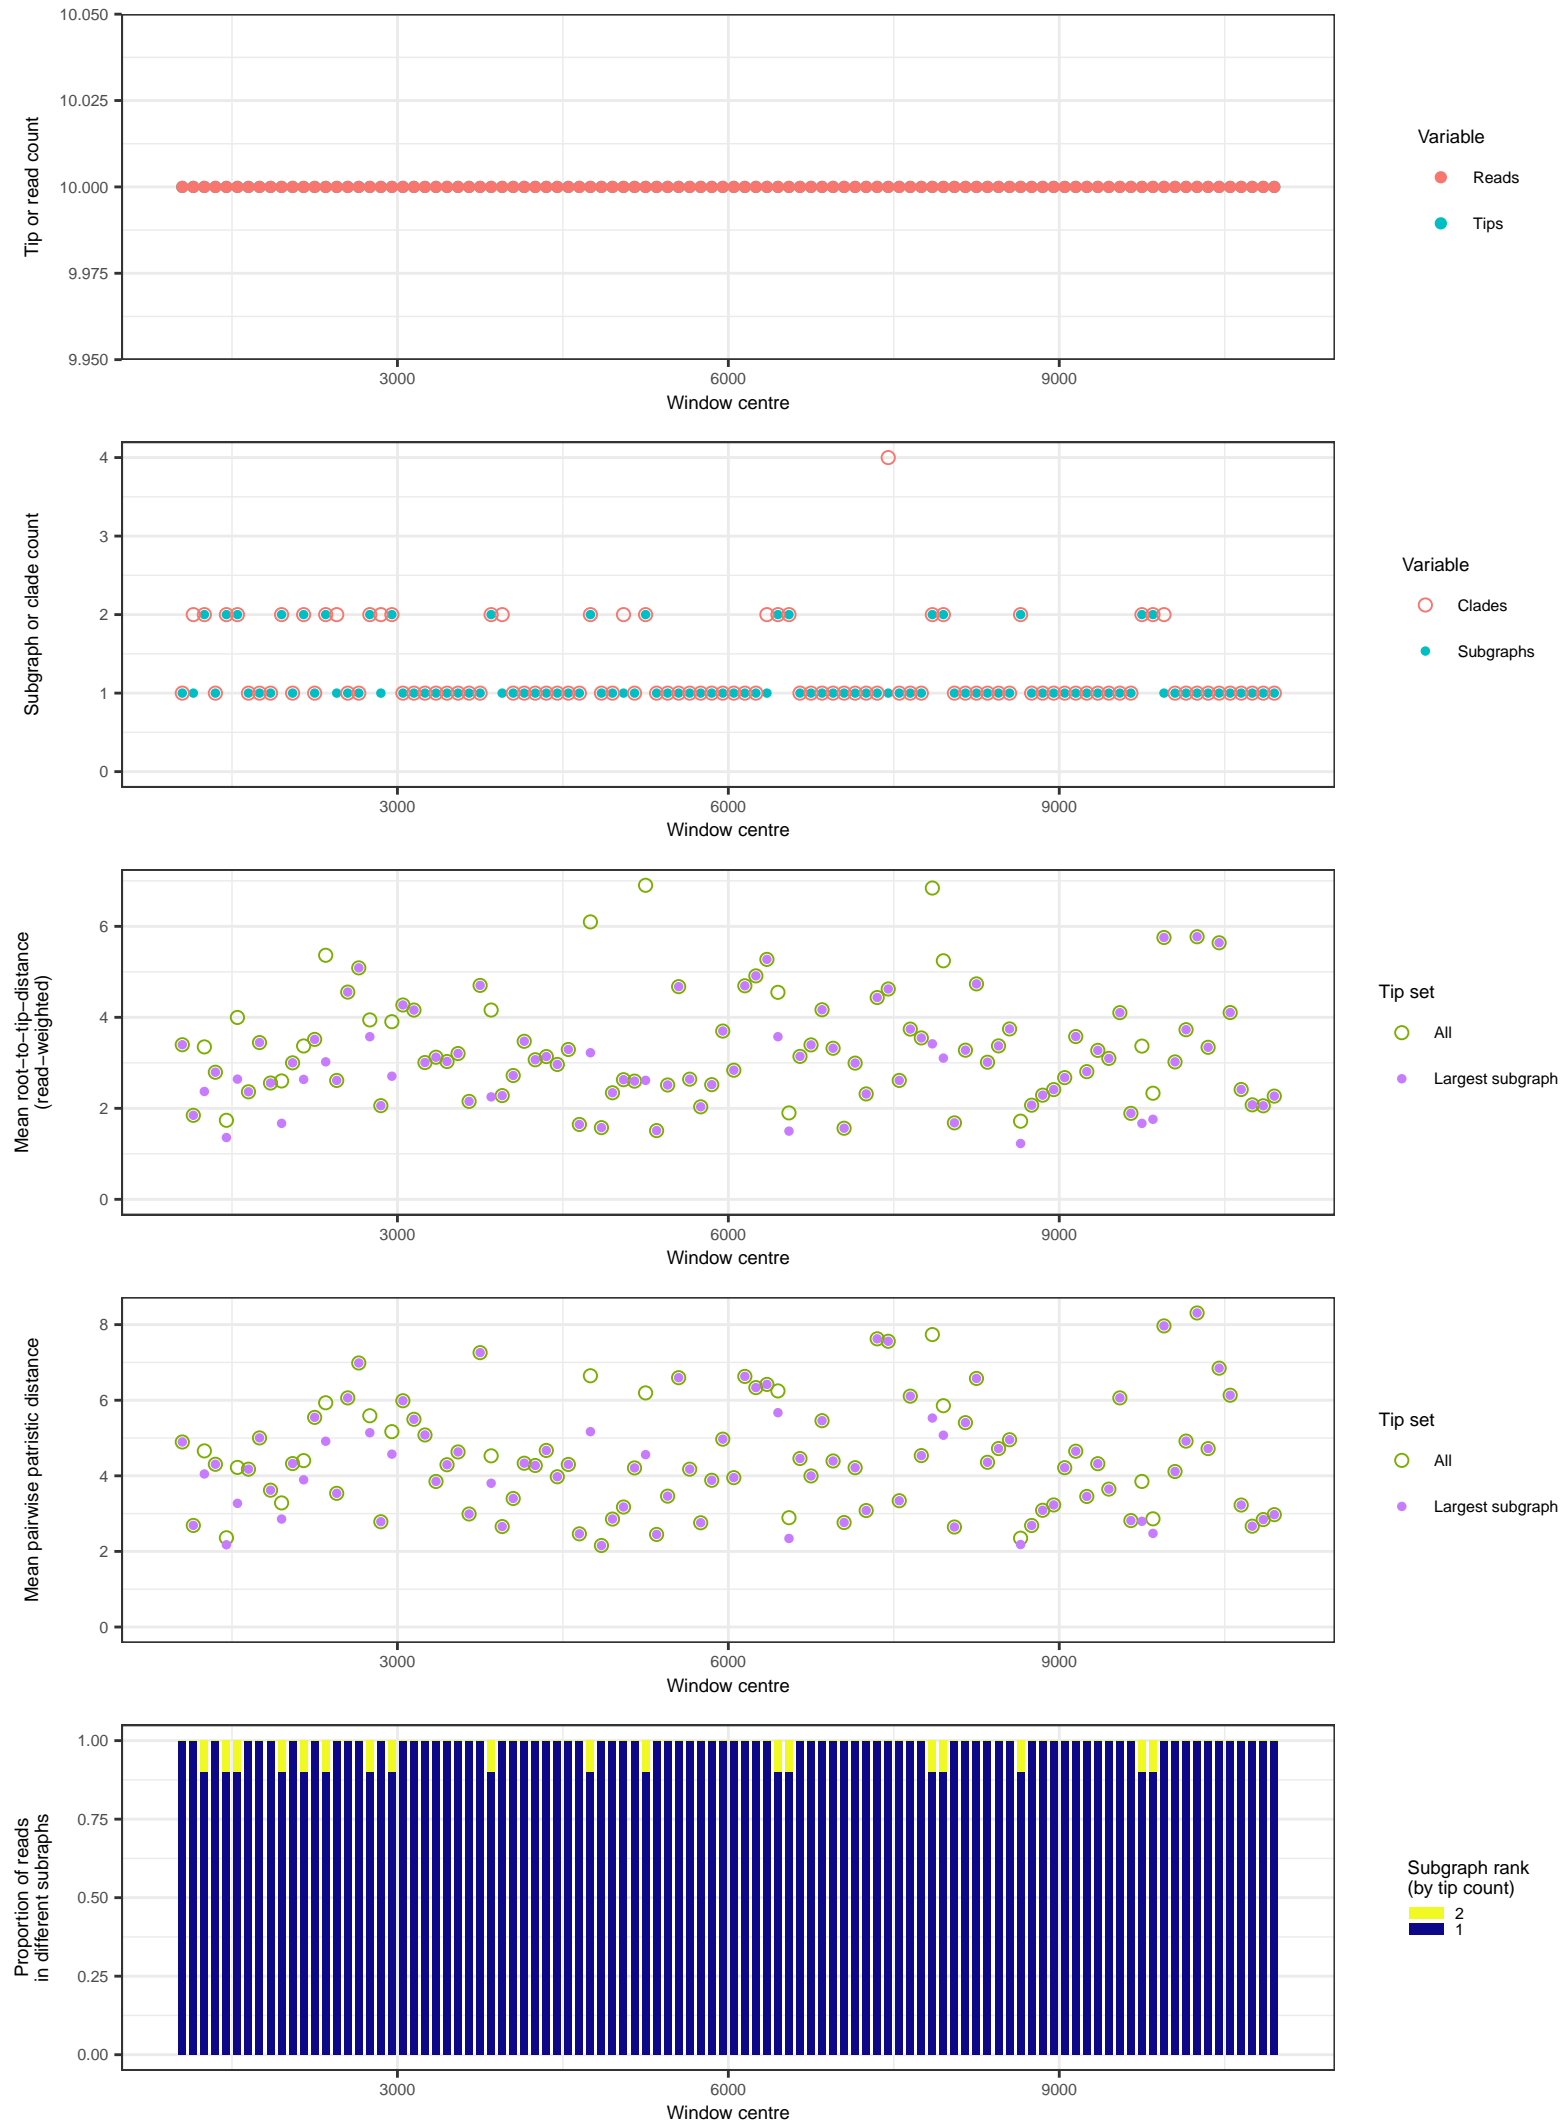 10.050
10.025
10.000
9.975
9.950
Tip or read count
3000 6000 9000
Window centre
Variable
Reads
Tips
4
3
2
1
0
Subgraph or clade count
3000 6000 9000
Window centre
Variable
Clades
Subgraphs
6
4
2
0
Mean root−to−tip−distance
(read−weighted)
3000 6000 9000
Window centre
Tip set
All
Largest subgraph
8
6
4
2
0
Mean pairwise patristic distance
3000 6000 9000
Window centre
Tip set
All
Largest subgraph
1.00
0.75
0.50
0.25
0.00
Proportion of reads
in different subraphs
3000 6000 9000
Window centre
Subgraph rank
(by tip count)
2
1